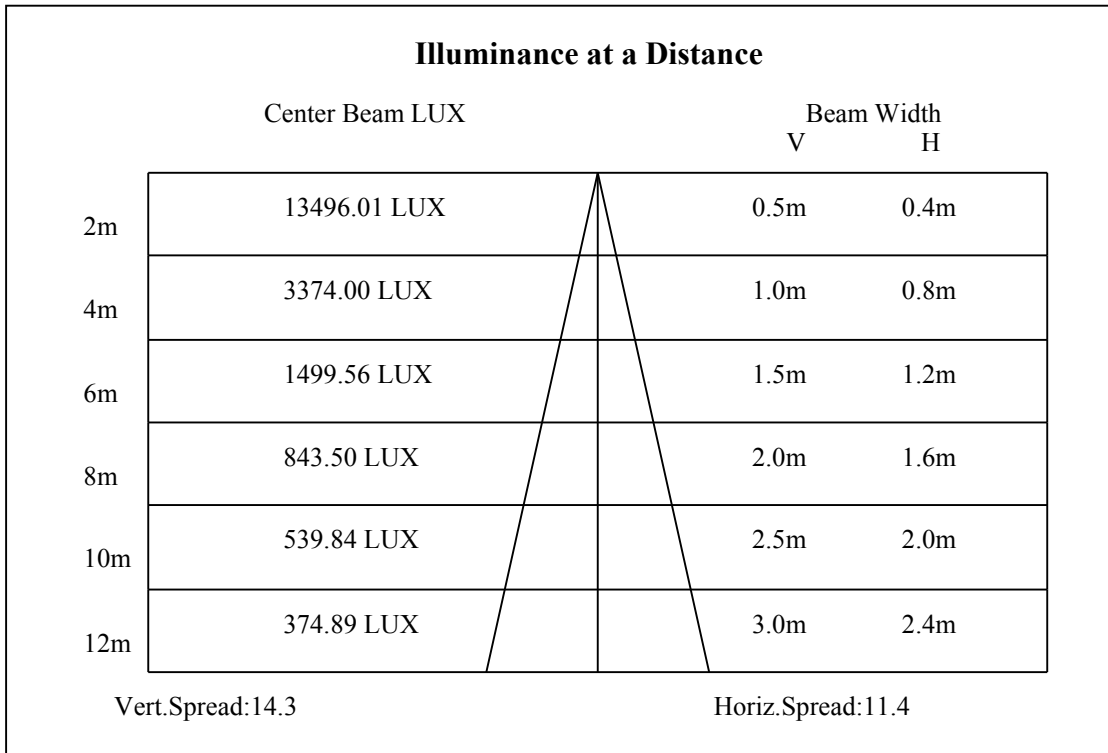 Illuminance at a Distance
Center Beam LUX Beam Width
V H
2m 13496.01 LUX 0.5m 0.4m
4m 3374.00 LUX 1.0m 0.8m
6m 1499.56 LUX 1.5m 1.2m
8m 843.50 LUX 2.0m 1.6m
10m 539.84 LUX 2.5m 2.0m
12m 374.89 LUX 3.0m 2.4m
Vert.Spread:14.3 Horiz.Spread:11.4